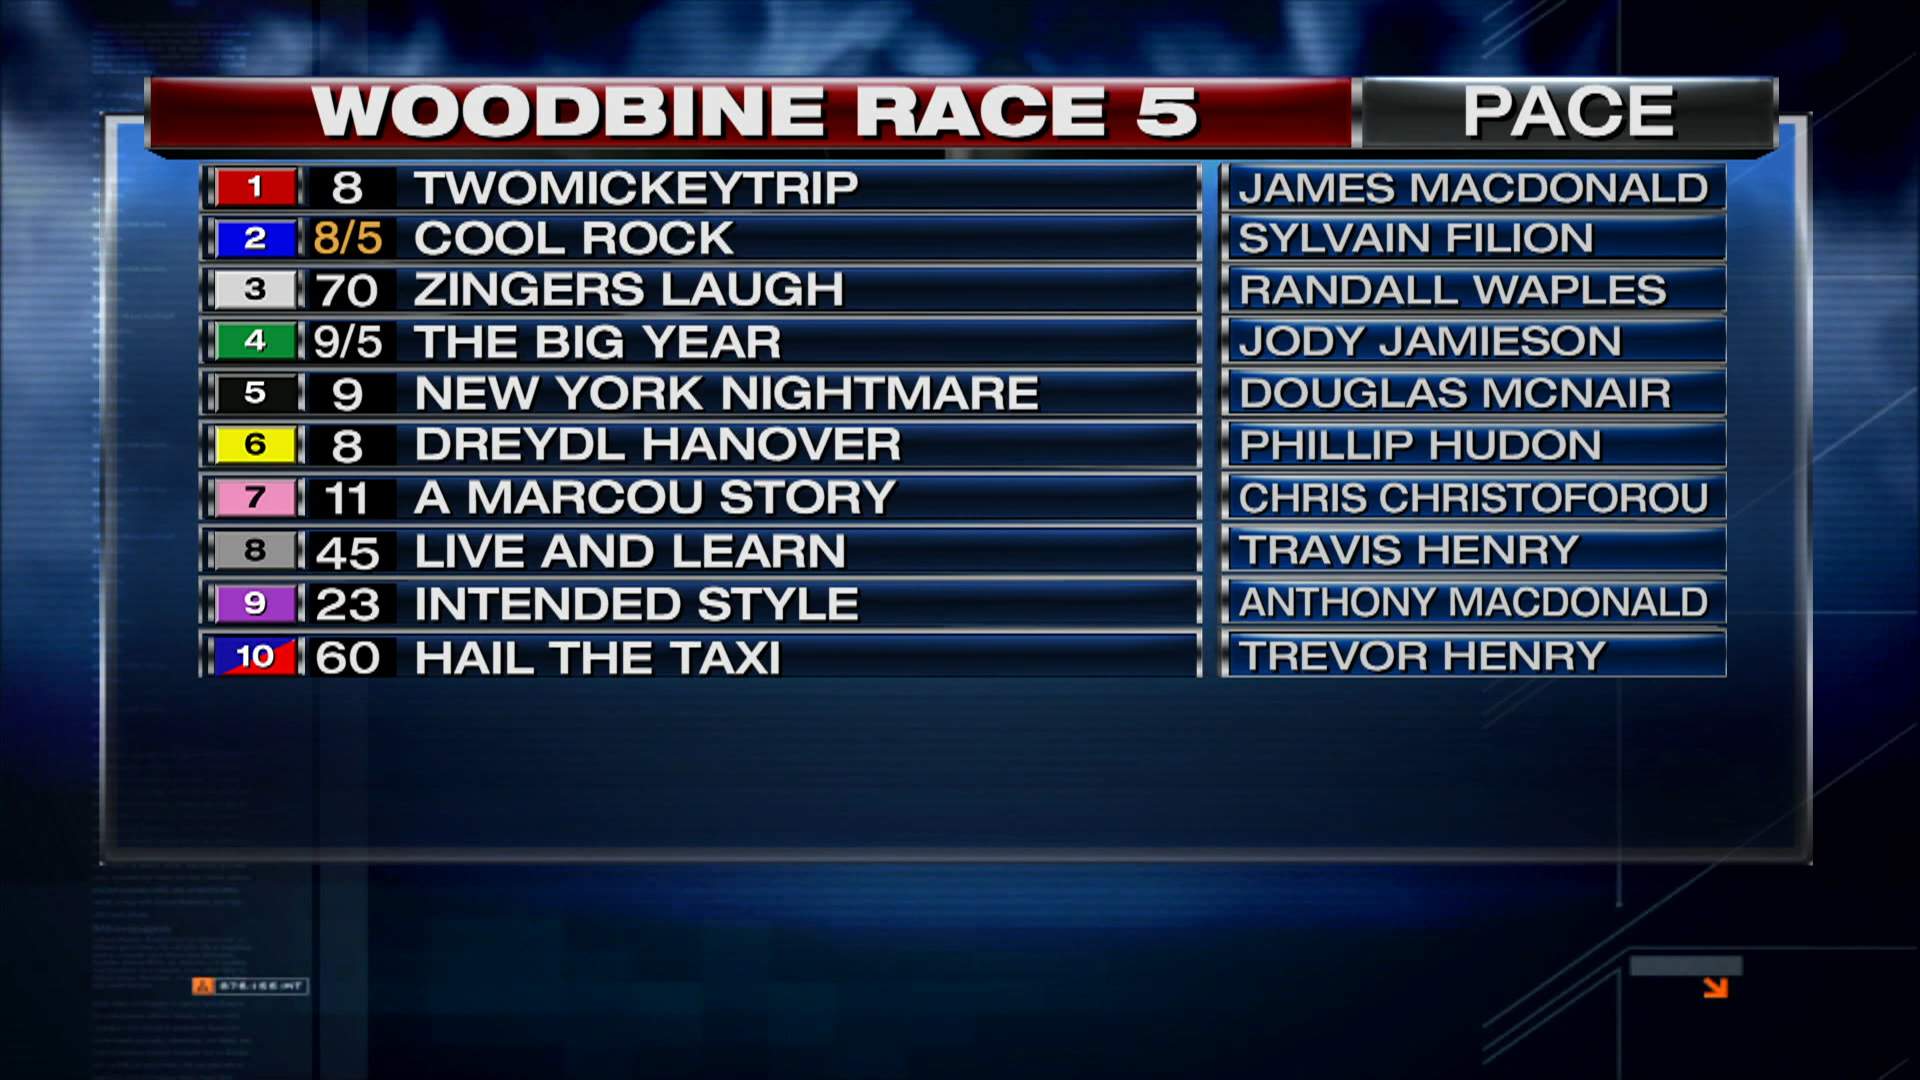 WOODBINE RACE 5 PACE
1 8 TWOMICKEYTRIP JAMES MACDONALD
2 8/5 COOL ROCK SYLVAIN FILION
3 70 ZINGERS LAUGH RANDALL WAPLES
4 9/5 THE BIG YEAR JODY JAMIESON
5 9 NEW YORK NIGHTMARE DOUGLAS MCNAIR
6 8 DREYDL HANOVER PHILLIP HUDON
7 11 A MARCOU STORY CHRIS CHRISTOFOROU
8 45 LIVE AND LEARN TRAVIS HENRY
9 23 INTENDED STYLE ANTHONY MACDONALD
10 60 HAIL THE TAXI TREVOR HENRY